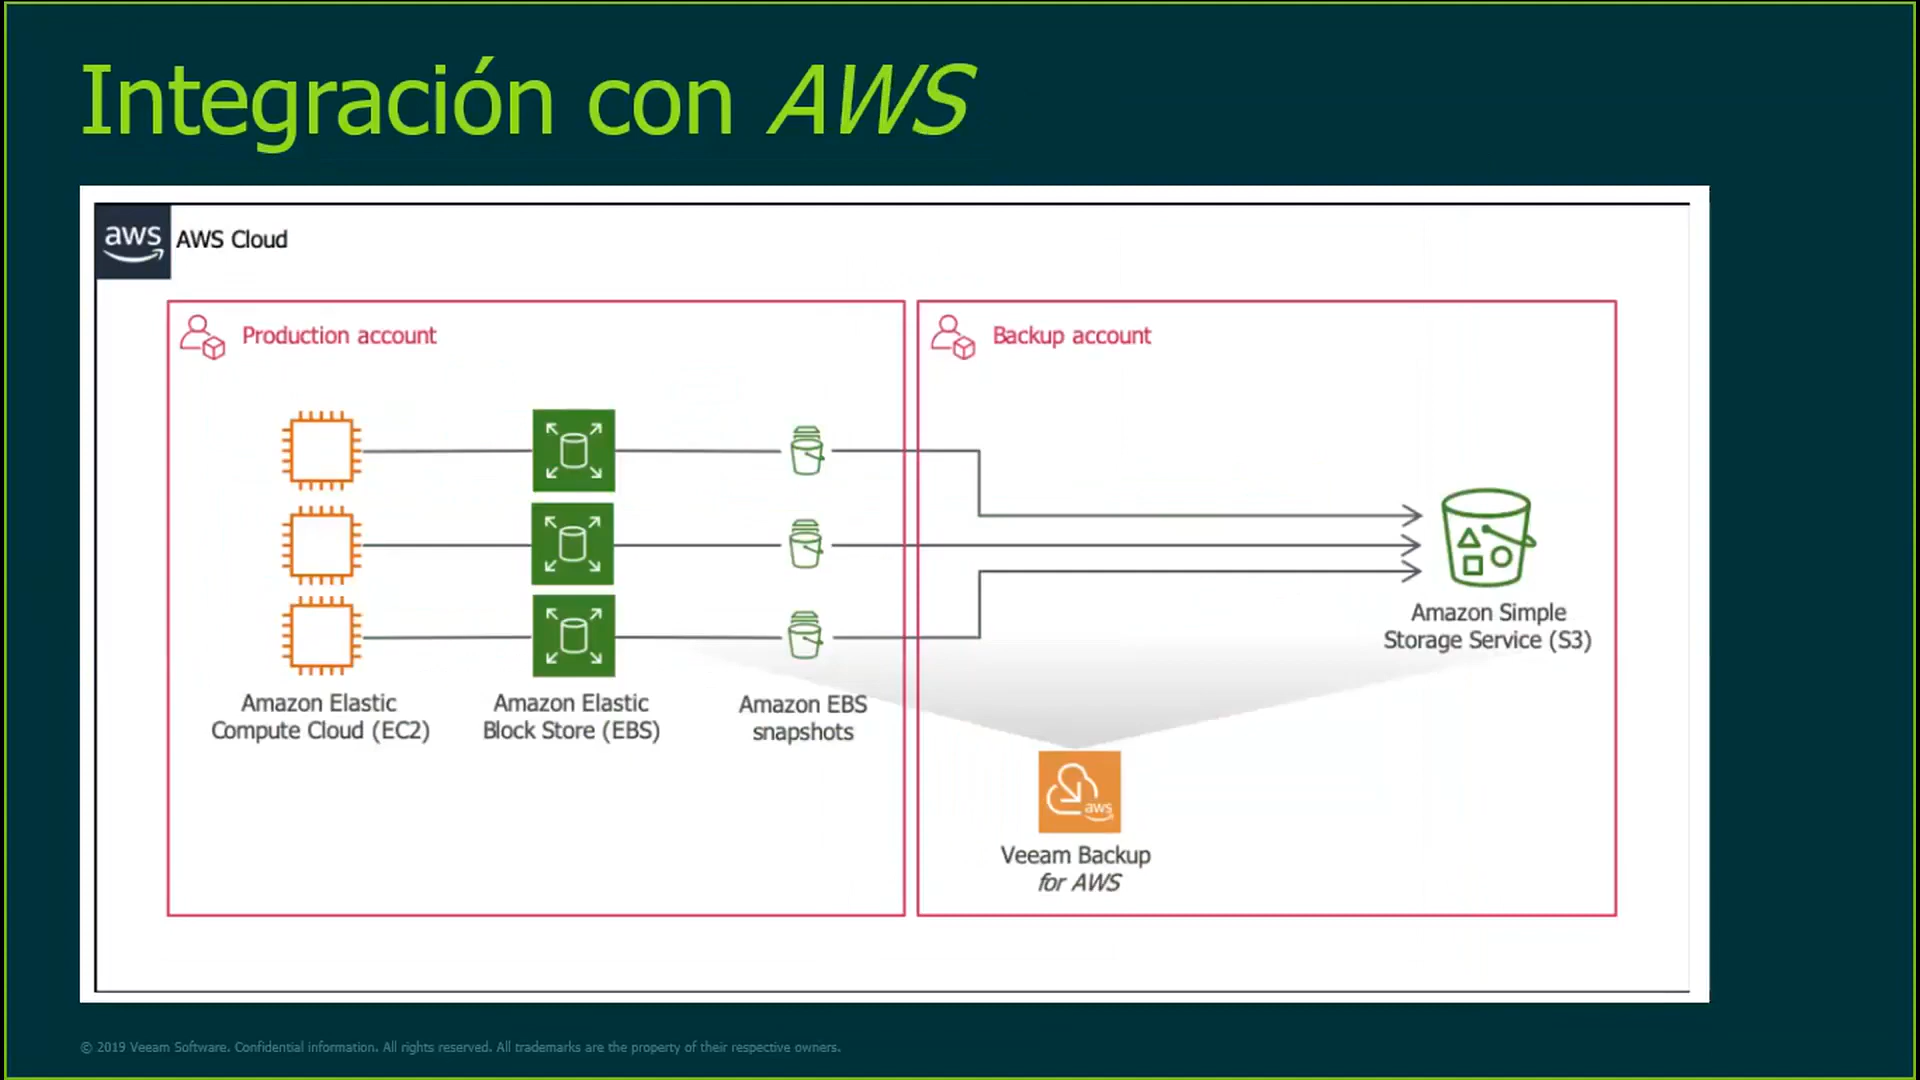 Integración con AWS
aws
AWS Cloud
Production account
Backup account
Amazon Elastic
Compute Cloud (EC2)
Amazon Elastic
Block Store (EBS)
Amazon EBS
snapshots
Amazon Simple
Storage Service (S3)
aws
Veeam Backup
for AWS
© 2019 Veeam Software. Confidential information. All rights reserved. All trademarks are the property of their respective owners.